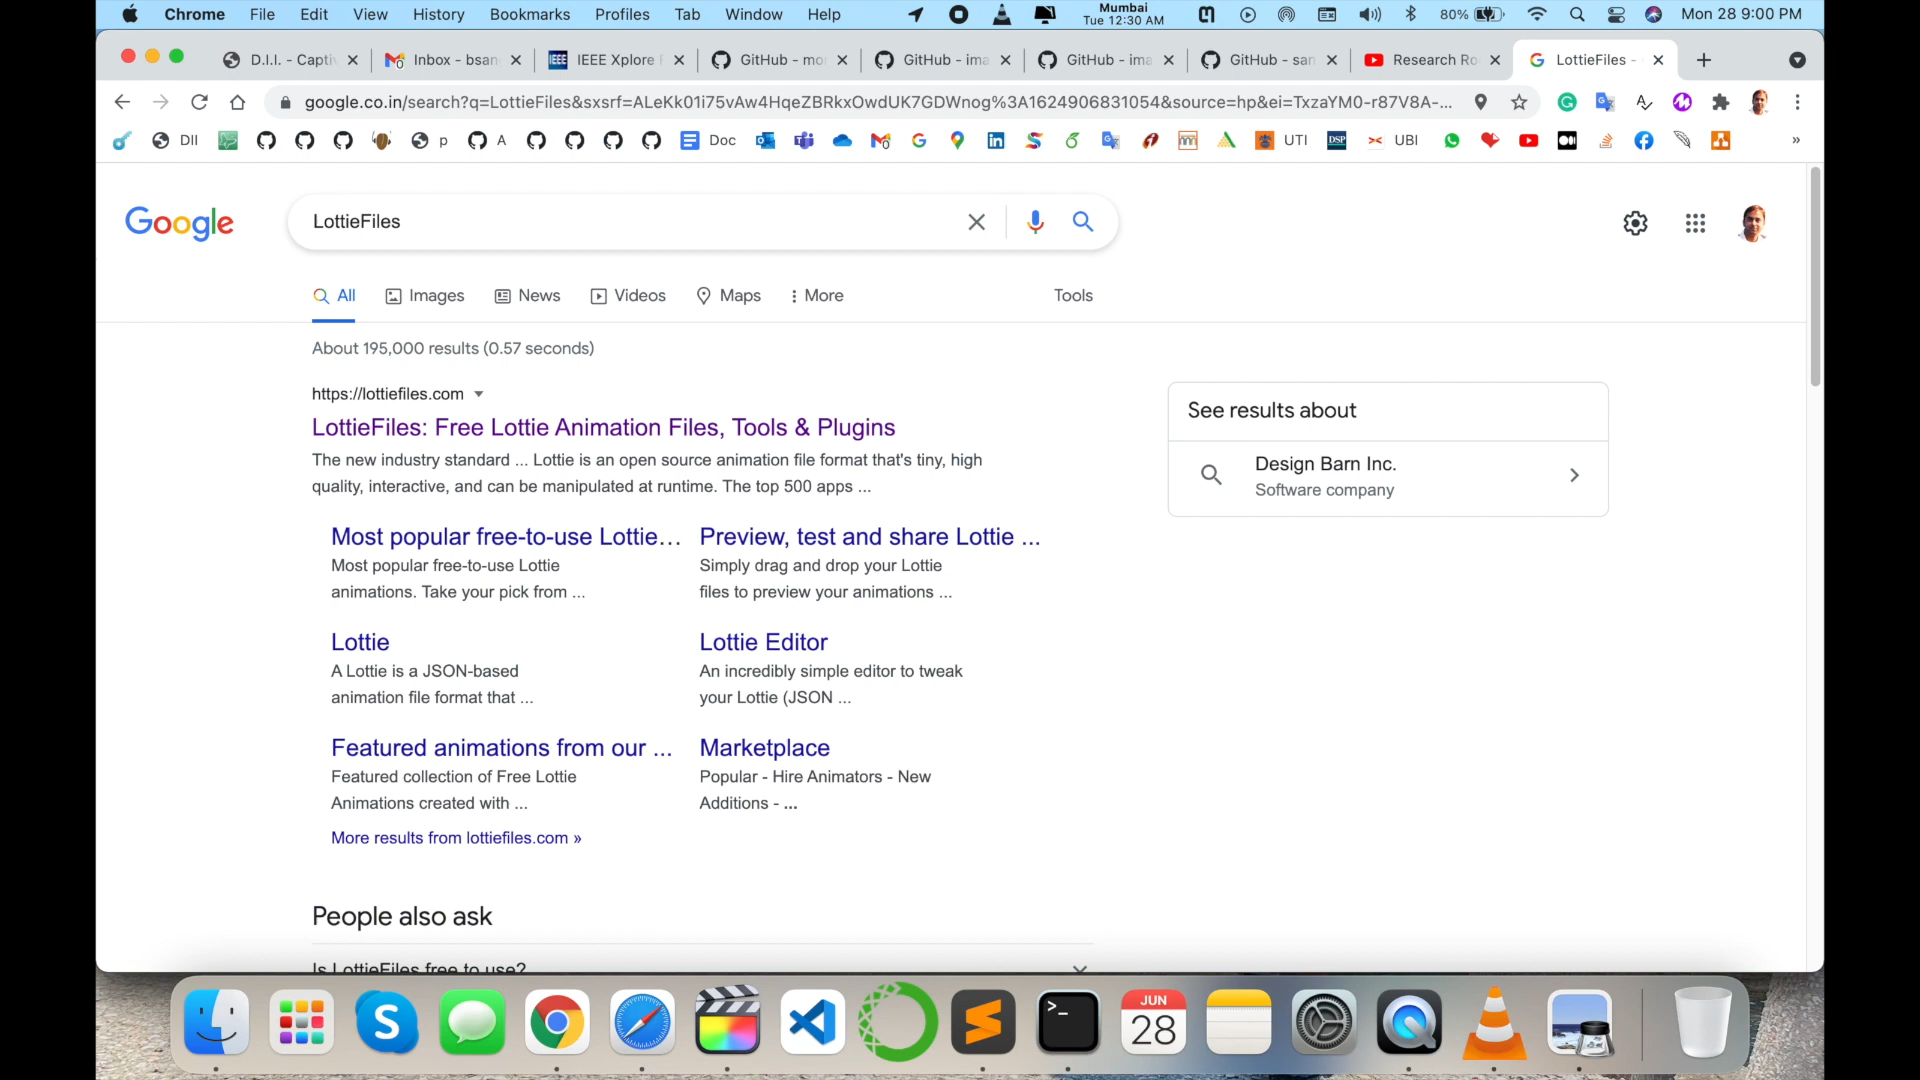 Chrome File Edit View History Bookmarks Profiles Tab Window Help Mumbai Tue 12:30 AM 80% Mon 28 9:00 PM
D.I.I. - Capti Inbox - bsan IEEE IEEE Xplore GitHub - mo GitHub - ima GitHub - ima GitHub - san Research Ro LottieFiles -
google.co.in/search?q=LottieFiles&sxsrf=ALeKk01i75vAw4HqeZBRkxOwdUK7GDWnog%3A1624906831054&source=hp&ei=TxzaYM0-r87V8A-...
DII p A Doc UTI DSP UBI »
Google LottieFiles
All Images News Videos Maps More Tools
About 195,000 results (0.57 seconds)
https://lottiefiles.com
LottieFiles: Free Lottie Animation Files, Tools & Plugins
The new industry standard ... Lottie is an open source animation file format that's tiny, high
quality, interactive, and can be manipulated at runtime. The top 500 apps ...
See results about
Design Barn Inc.
Software company
Most popular free-to-use Lottie...
Most popular free-to-use Lottie
animations. Take your pick from ...
Preview, test and share Lottie ...
Simply drag and drop your Lottie
files to preview your animations ...
Lottie
A Lottie is a JSON-based
animation file format that ...
Lottie Editor
An incredibly simple editor to tweak
your Lottie (JSON ...
Featured animations from our ...
Featured collection of Free Lottie
Animations created with ...
Marketplace
Popular - Hire Animators - New
Additions - ...
More results from lottiefiles.com »
People also ask
Is LottieFiles free to use?
JUN
28